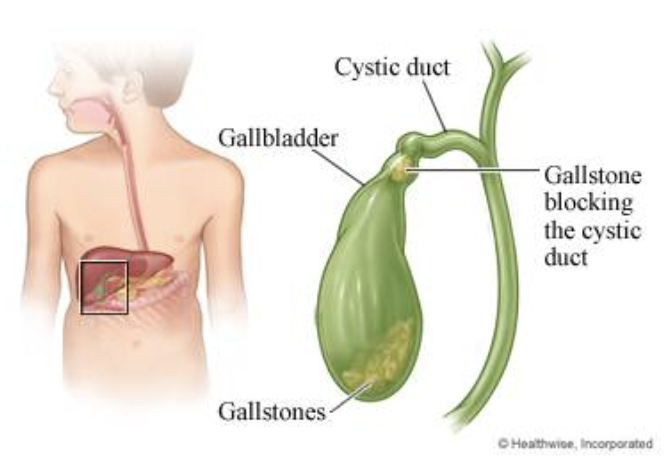 Cystic duct
Gallbladder
Gallstone
blocking
the cystic
duct
Gallstones
© Healthwise, Incorporated